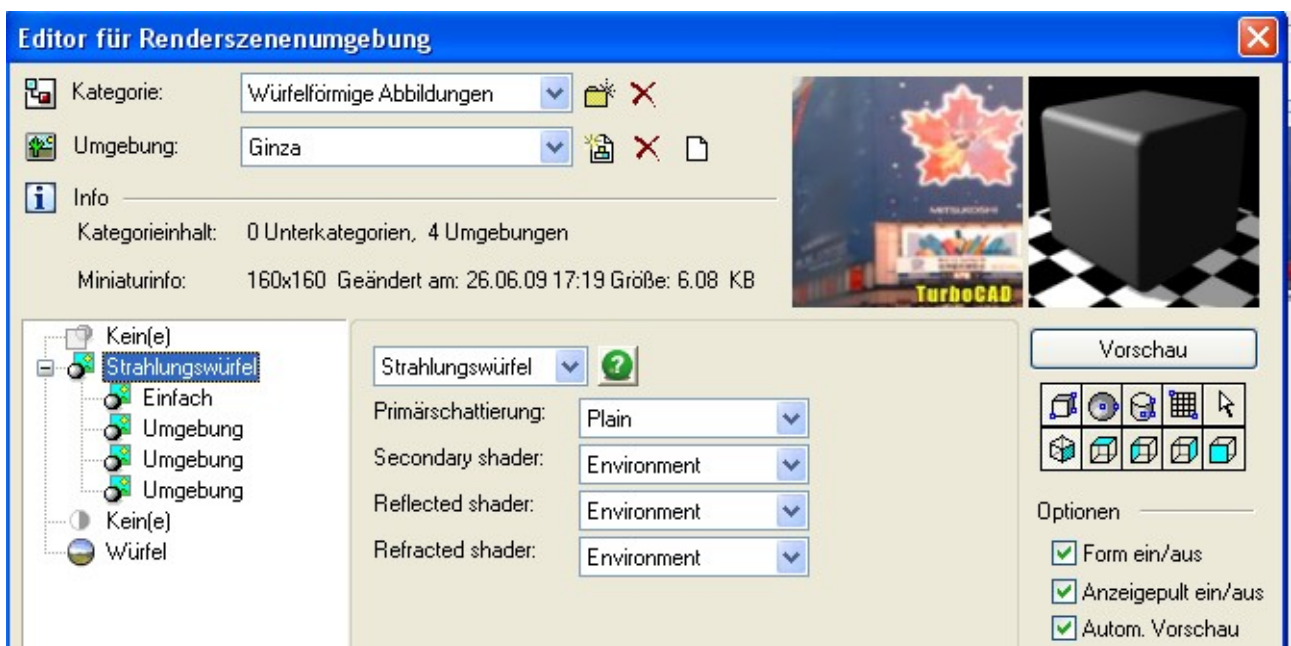 Editor für Renderszenenumgebung
Kategorie: Würfelförmige Abbildungen
Umgebung: Ginza
Info
Kategorieinhalt: 0 Unterkategorien, 4 Umgebungen
Miniaturinfo: 160x160 Geändert am: 26.06.09 17:19 Größe: 6.08 KB
MITSUKOSHI
TurboCAD
Kein(e)
Strahlungswürfel
Einfach
Umgebung
Umgebung
Umgebung
Kein(e)
Würfel
Strahlungswürfel
Primärschattierung: Plain
Secondary shader: Environment
Reflected shader: Environment
Refracted shader: Environment
Vorschau
Optionen
Form ein/aus
Anzeigepult ein/aus
Autom. Vorschau